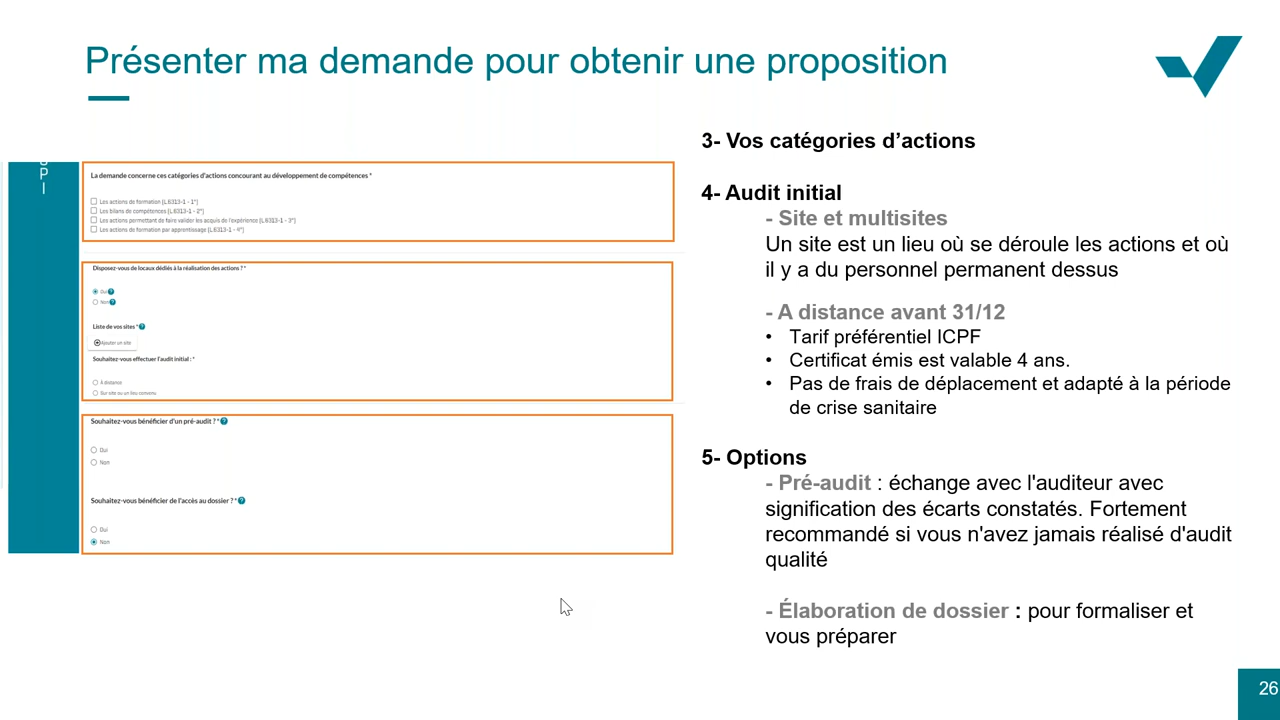 Présenter ma demande pour obtenir une proposition
P
I
La demande concerne ces catégories d'actions concourant au développement de compétences *
Les actions de formation [L.6313-1 - 1°]
Les bilans de compétences [L.6313-1 - 2°]
Les actions permettant de faire valider les acquis de l'expérience [L.6313-1 - 3°]
Les actions de formation par apprentissage [L.6313-1 - 4°]
Disposez-vous de locaux dédiés à la réalisation des actions ? *
Oui ?
Non ?
Liste de vos sites * ?
Ajouter un site
Souhaitez-vous effectuer l'audit initial : *
À distance
Sur site ou un lieu convenu
Souhaitez-vous bénéficier d'un pré-audit ? * ?
Oui
Non
Souhaitez-vous bénéficier de l'accès au dossier ? * ?
Oui
Non
3- Vos catégories d’actions
4- Audit initial
- Site et multisites
Un site est un lieu où se déroule les actions et où
il y a du personnel permanent dessus
- A distance avant 31/12
• Tarif préférentiel ICPF
• Certificat émis est valable 4 ans.
• Pas de frais de déplacement et adapté à la période
de crise sanitaire
5- Options
- Pré-audit : échange avec l'auditeur avec
signification des écarts constatés. Fortement
recommandé si vous n'avez jamais réalisé d'audit
qualité
- Élaboration de dossier : pour formaliser et
vous préparer
26